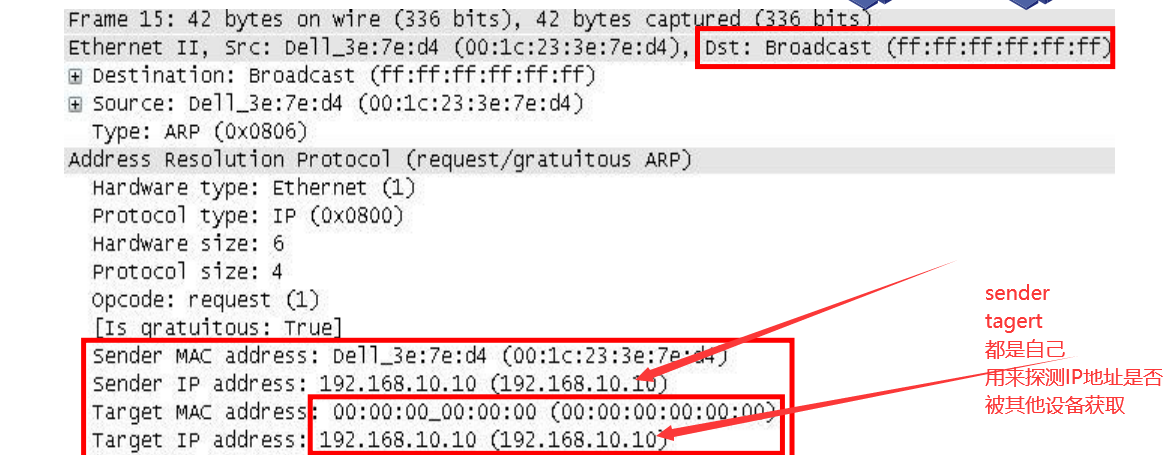 Frame 15: 42 bytes on wire (336 bits), 42 bytes captured (336 bits)
Ethernet II, Src: Dell_3e:7e:d4 (00:1c:23:3e:7e:d4), Dst: Broadcast (ff:ff:ff:ff:ff:ff)
Destination: Broadcast (ff:ff:ff:ff:ff:ff)
Source: Dell_3e:7e:d4 (00:1c:23:3e:7e:d4)
Type: ARP (0x0806)
Address Resolution Protocol (request/gratuitous ARP)
Hardware type: Ethernet (1)
Protocol type: IP (0x0800)
Hardware size: 6
Protocol size: 4
Opcode: request (1)
[Is gratuitous: True]
Sender MAC address: Dell_3e:7e:d4 (00:1c:23:3e:7e:d4)
Sender IP address: 192.168.10.10 (192.168.10.10)
Target MAC address: 00:00:00_00:00:00 (00:00:00:00:00:00)
Target IP address: 192.168.10.10 (192.168.10.10)
sender
tagert
都是自己
用来探测IP地址是否
被其他设备获取